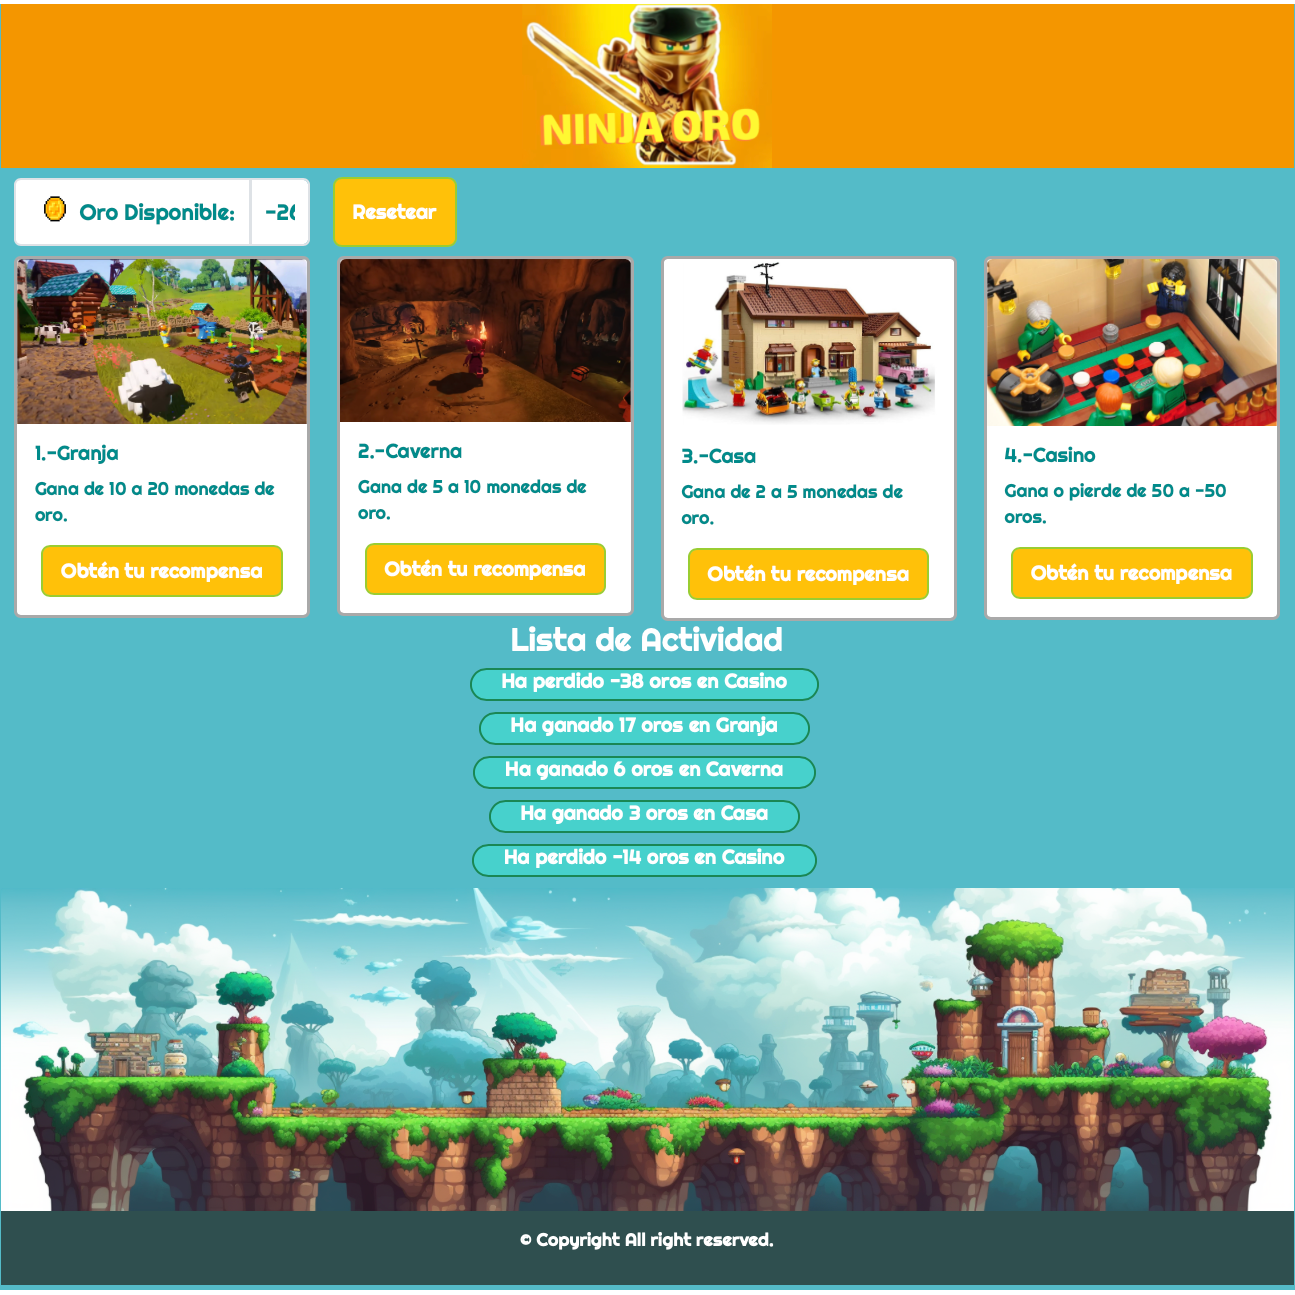 NINJA ORO
Oro Disponible:
-26
Resetear
1.-Granja
Gana de 10 a 20 monedas de
oro.
Obtén tu recompensa
2.-Caverna
Gana de 5 a 10 monedas de
oro.
Obtén tu recompensa
3.-Casa
Gana de 2 a 5 monedas de
oro.
Obtén tu recompensa
4.-Casino
Gana o pierde de 50 a -50
oros.
Obtén tu recompensa
Lista de Actividad
Ha perdido -38 oros en Casino
Ha ganado 17 oros en Granja
Ha ganado 6 oros en Caverna
Ha ganado 3 oros en Casa
Ha perdido -14 oros en Casino
© Copyright All right reserved.